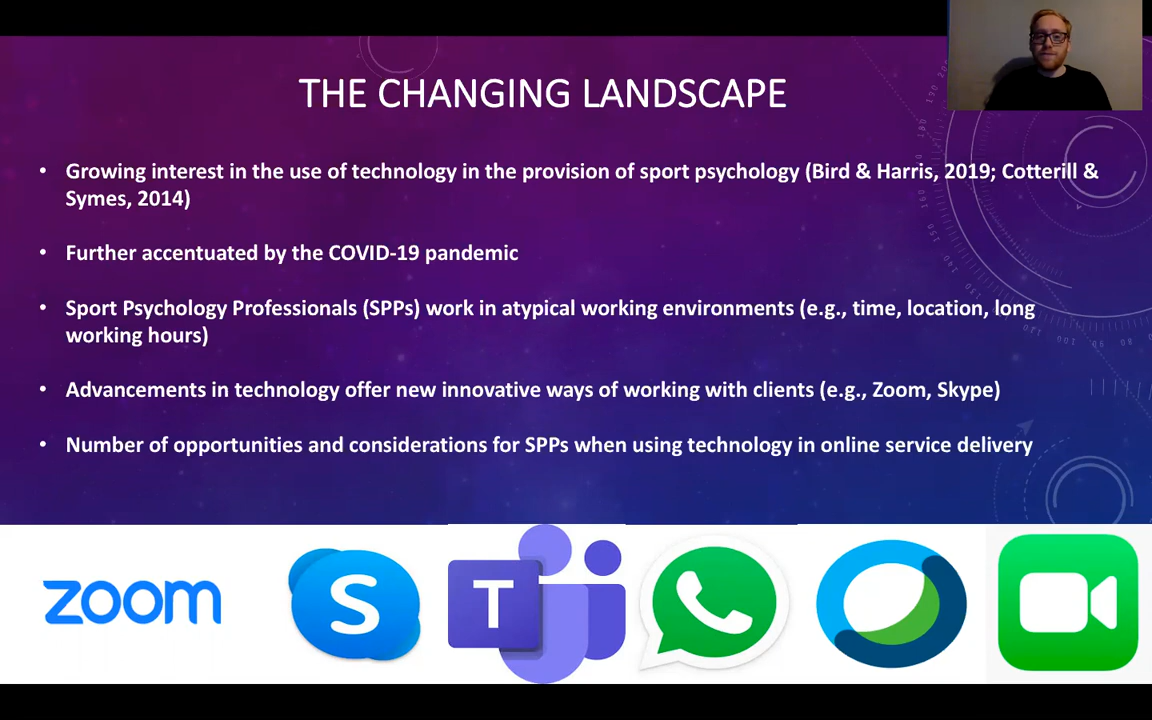 THE CHANGING LANDSCAPE
• Growing interest in the use of technology in the provision of sport psychology (Bird & Harris, 2019; Cotterill &
Symes, 2014)
• Further accentuated by the COVID-19 pandemic
• Sport Psychology Professionals (SPPs) work in atypical working environments (e.g., time, location, long
working hours)
• Advancements in technology offer new innovative ways of working with clients (e.g., Zoom, Skype)
• Number of opportunities and considerations for SPPs when using technology in online service delivery
zoom
S
T